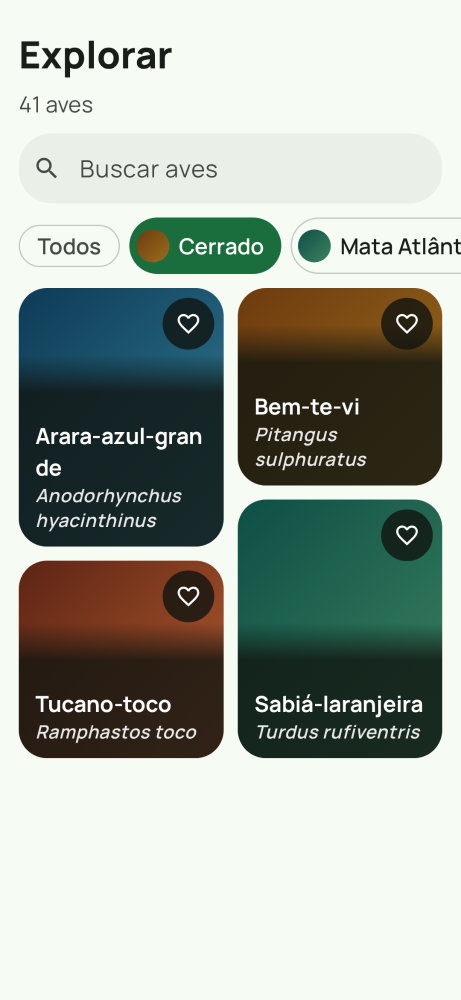 Explorar
41 aves
Buscar aves
Todos
Cerrado
Mata Atlânt
Arara-azul-gran
de
Anodorhynchus
hyacinthinus
Bem-te-vi
Pitangus
sulphuratus
Tucano-toco
Ramphastos toco
Sabiá-laranjeira
Turdus rufiventris